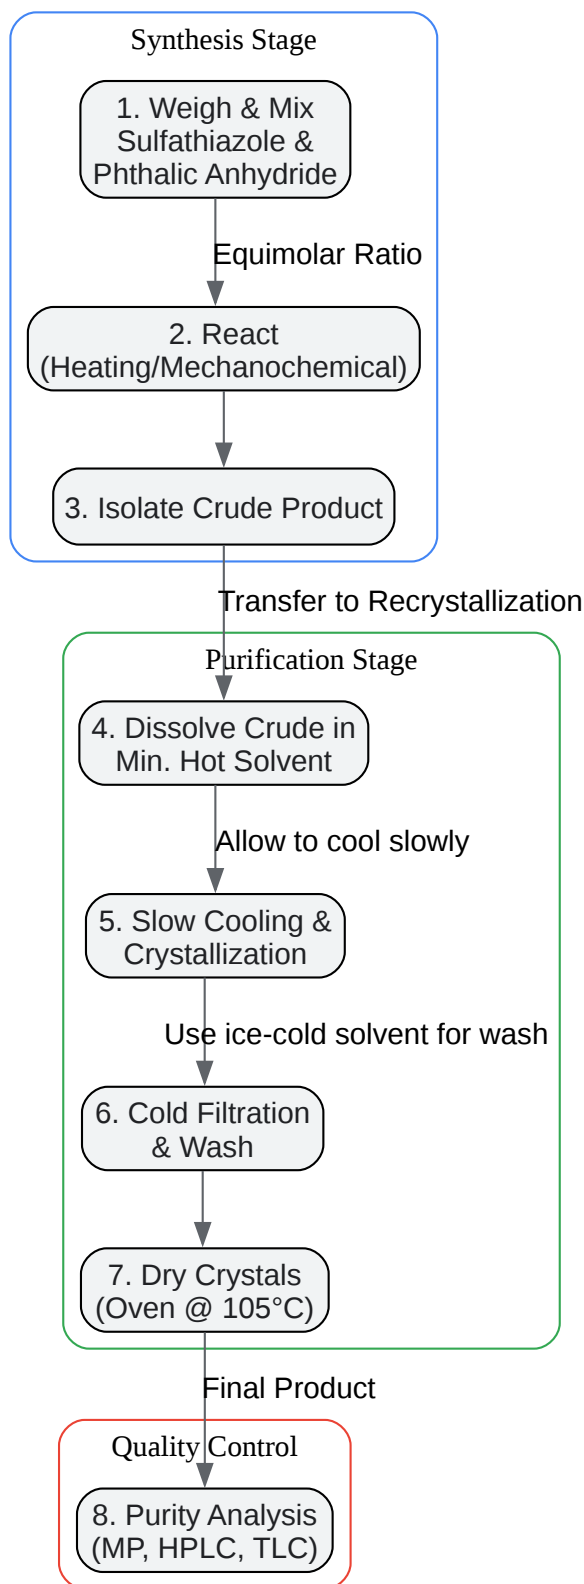 Synthesis Stage
1. Weigh & Mix
Sulfathiazole &
Phthalic Anhydride
Equimolar Ratio
2. React
(Heating/Mechanochemical)
3. Isolate Crude Product
Transfer to Recrystallization
Purification Stage
4. Dissolve Crude in
Min. Hot Solvent
Allow to cool slowly
5. Slow Cooling &
Crystallization
Use ice-cold solvent for wash
6. Cold Filtration
& Wash
7. Dry Crystals
(Oven @ 105°C)
Final Product
Quality Control
8. Purity Analysis
(MP, HPLC, TLC)